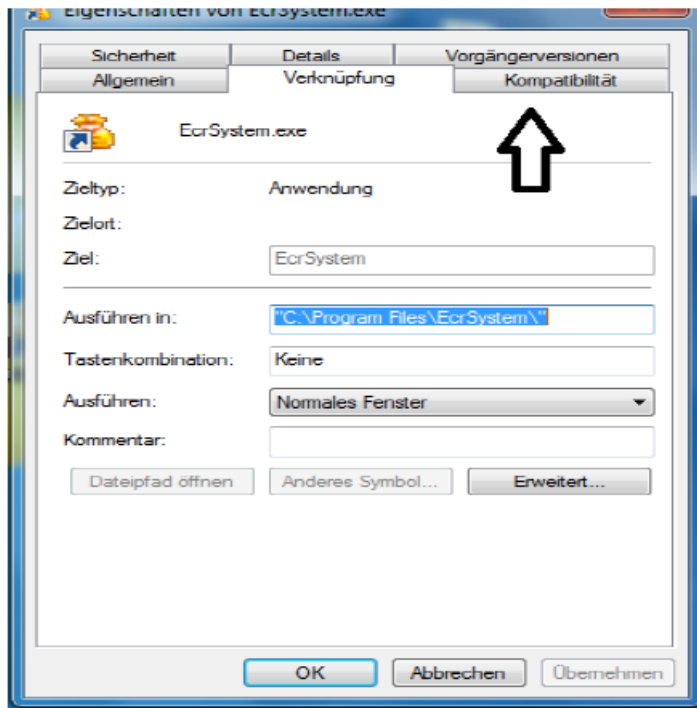 Eigenschaften von EcrSystem.exe
Sicherheit Details Vorgängerversionen
Allgemein Verknüpfung Kompatibilität
EcrSystem.exe
Zieltyp: Anwendung
Zielort:
Ziel: EcrSystem
Ausführen in: "C:\Program Files\EcrSystem\"
Tastenkombination: Keine
Ausführen: Normales Fenster
Kommentar:
Dateipfad öffnen Anderes Symbol... Erweitert...
OK Abbrechen Übernehmen